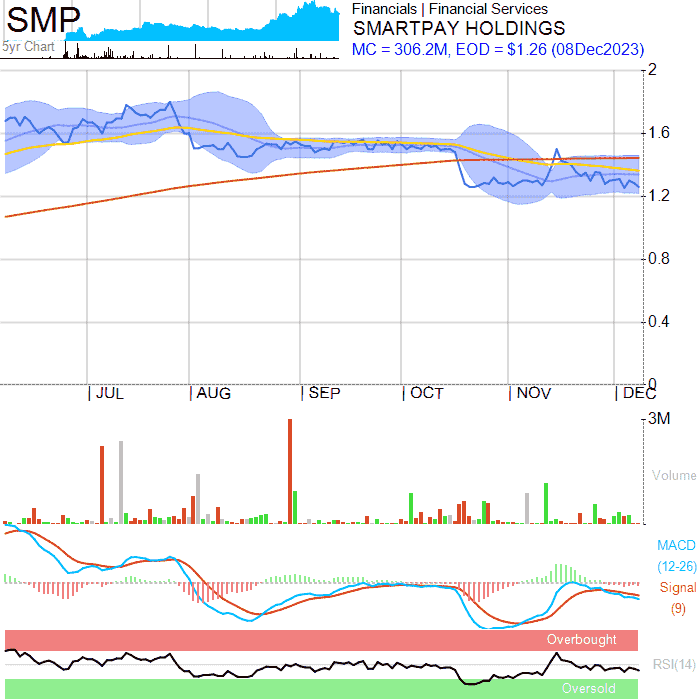 SMP
5yr Chart
Financials | Financial Services
SMARTPAY HOLDINGS
MC = 306.2M, EOD = $1.26 (08Dec2023)
2
1.6
1.2
0.8
0.4
0
JUL AUG SEP OCT NOV DEC
3M
Volume
MACD
(12-26)
Signal
(9)
Overbought
RSI(14)
Oversold